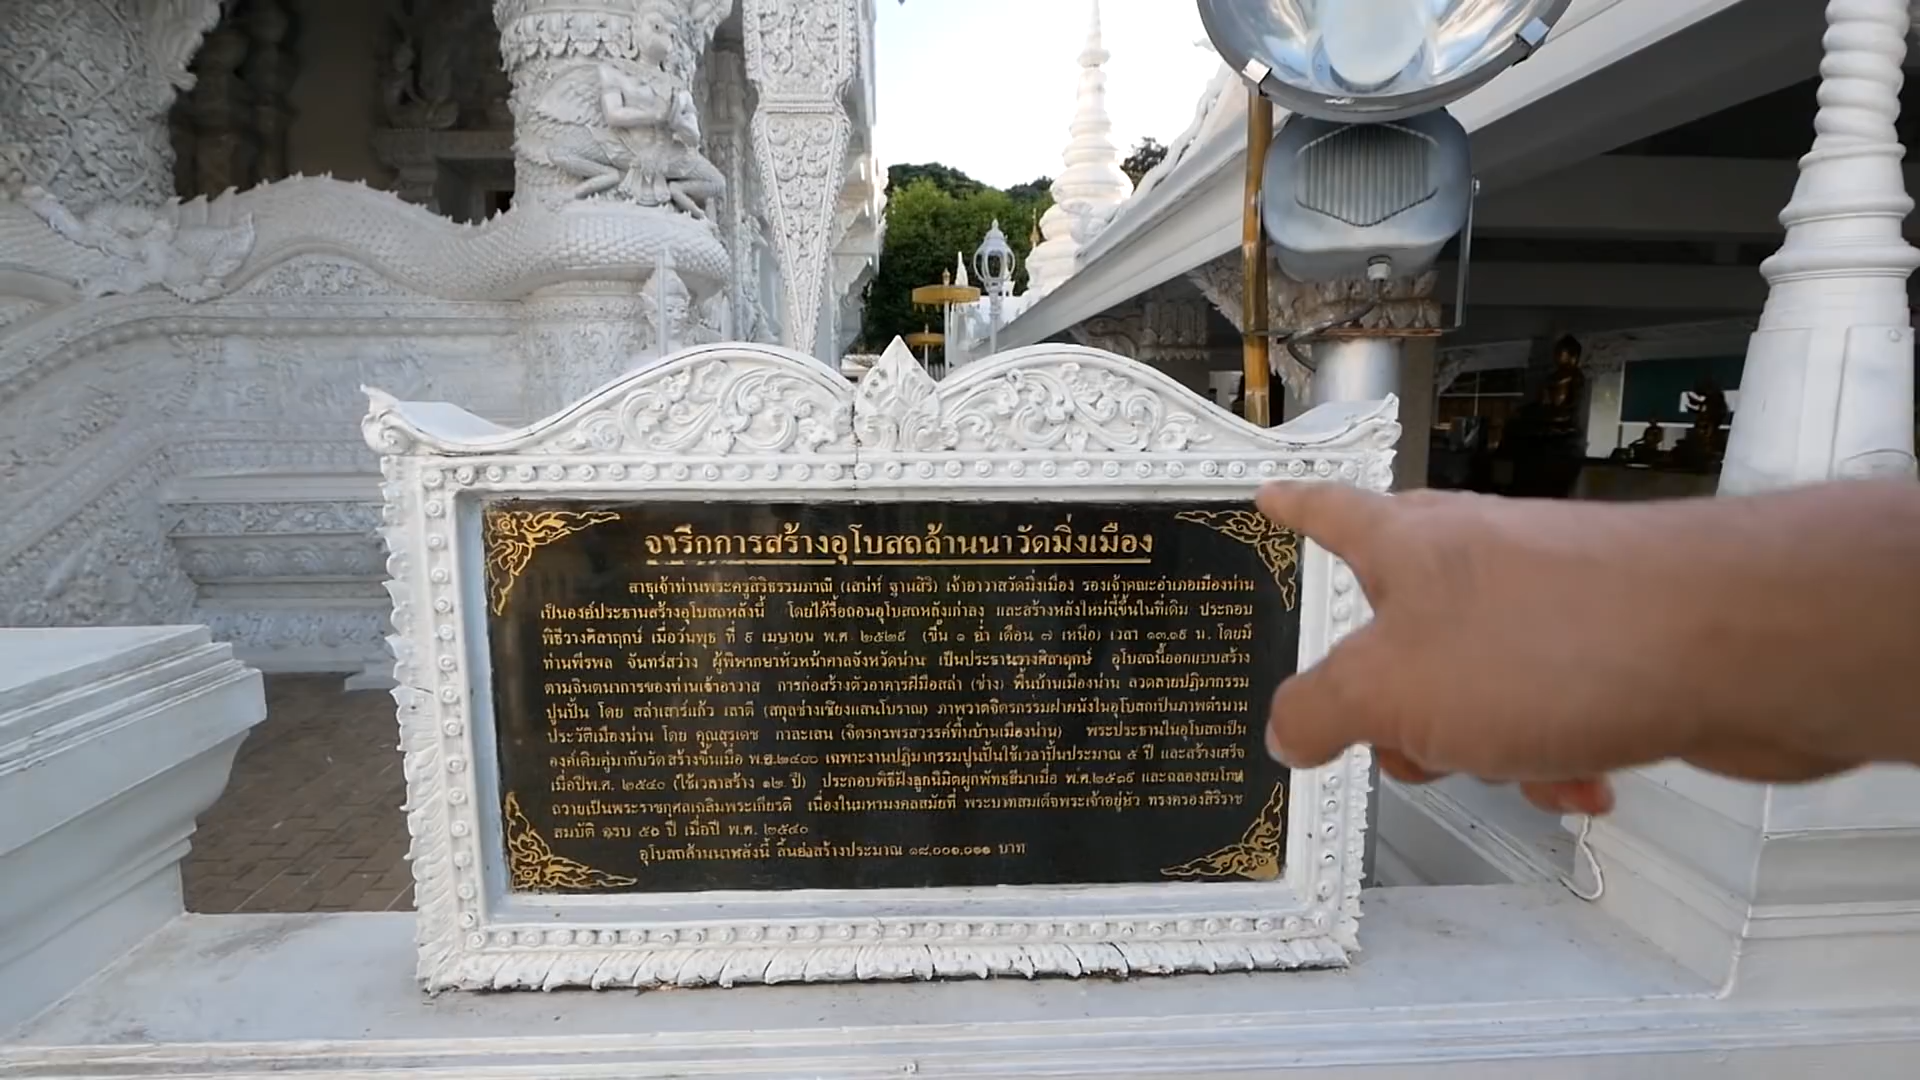 จารึกการสร้างอุโบสถล้านนาวัดมิ่งเมือง
สาธุเจ้าท่านพระครูสิริธรรมภาณี (เสน่ห์ ฐานสิริ) เจ้าอาวาสวัดมิ่งเมือง รองเจ้าคณะอำเภอเมืองน่าน
เป็นองค์ประธานสร้างอุโบสถหลังนี้ โดยได้รื้อถอนอุโบสถหลังเก่าลง และสร้างหลังใหม่นี้ขึ้นในที่เดิม ประกอบ
พิธีวางศิลาฤกษ์ เมื่อวันพุธ ที่ ๙ เมษายน พ.ศ ๒๕๒๙ (ขึ้น ๑ ค่ำ เดือน ๗ เหนือ) เวลา ๑๓.๑๙ น. โดยมี
ท่านพีรพล จันทร์สว่าง ผู้พิพากษาหัวหน้าศาลจังหวัดน่าน เป็นประธานวางศิลาฤกษ์ อุโบสถนี้ออกแบบสร้าง
ตามจินตนาการของท่านเจ้าอาวาส การก่อสร้างตัวอาคารฝีมือสล่า (ช่าง) พื้นบ้านเมืองน่าน ลวดลายปฏิมากรรม
ปูนปั้น โดย สล่าเสาร์แก้ว เลาดี (สกุลช่างเชียงแสนโบราณ) ภาพวาดจิตรกรรมฝาผนังในอุโบสถเป็นภาพตำนาน
ประวัติเมืองน่าน โดย คุณสุรเดช กาละเสน (จิตรกรพรสวรรค์พื้นบ้านเมืองน่าน) พระประธานในอุโบสถเป็น
องค์เดิมคู่มากับวัดสร้างขึ้นเมื่อ พ.ศ.๒๔๐๐ เฉพาะงานปฏิมากรรมปูนปั้นใช้เวลาปั้นประมาณ ๕ ปี และสร้างเสร็จ
เมื่อปีพ.ศ. ๒๕๔๐ (ใช้เวลาสร้าง ๑๒ ปี) ประกอบพิธีฝังลูกนิมิตผูกพัทธสีมาเมื่อ พ.ศ.๒๕๓๙ และฉลองสมโภช
ถวายเป็นพระราชกุศลเฉลิมพระเกียรติ เนื่องในมหามงคลสมัยที่ พระบาทสมเด็จพระเจ้าอยู่หัว ทรงครองสิริราช
สมบัติ ครบ ๕๐ ปี เมื่อปี พ.ศ. ๒๕๔๐
อุโบสถล้านนาหลังนี้ สิ้นค่าสร้างประมาณ บาท